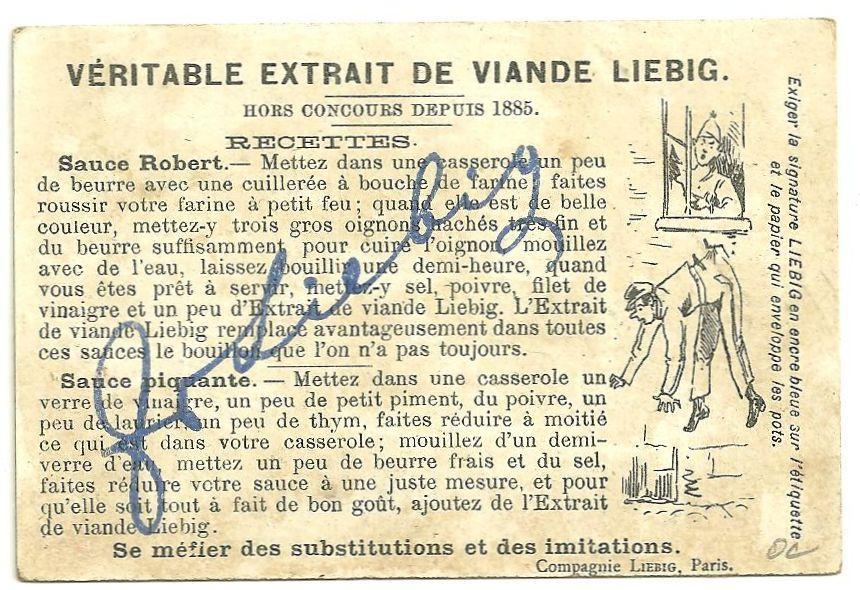 VÉRITABLE EXTRAIT DE VIANDE LIEBIG.
HORS CONCOURS DEPUIS 1885.
RECETTES.
Sauce Robert.— Mettez dans une casserole un peu
de beurre avec une cuillerée à bouche de farine, faites
roussir votre farine à petit feu; quand elle est de belle
couleur, mettez-y trois gros oignons hachés très fin et
du beurre suffisamment pour cuire l'oignon, mouillez
avec de l'eau, laissez bouillir une demi-heure, quand
vous êtes prêt à servir, mettez-y sel, poivre, filet de
vinaigre et un peu d'Extrait de viande Liebig. L'Extrait
de viande Liebig remplace avantageusement dans toutes
ces sauces le bouillon que l'on n'a pas toujours.
Sauce piquante. — Mettez dans une casserole un
verre de vinaigre, un peu de petit piment, du poivre, un
peu de laurier, un peu de thym, faites réduire à moitié
ce qui est dans votre casserole; mouillez d'un demi-
verre d'eau, mettez un peu de beurre frais et du sel,
faites réduire votre sauce à une juste mesure, et pour
qu'elle soit tout à fait de bon goût, ajoutez de l'Extrait
de viande Liebig.
Se méfier des substitutions et des imitations.
Compagnie LIEBIG, Paris.
Exiger la signature LIEBIG en encre bleue sur l'étiquette
et le papier qui enveloppe les pots.
J. v Liebig
OC